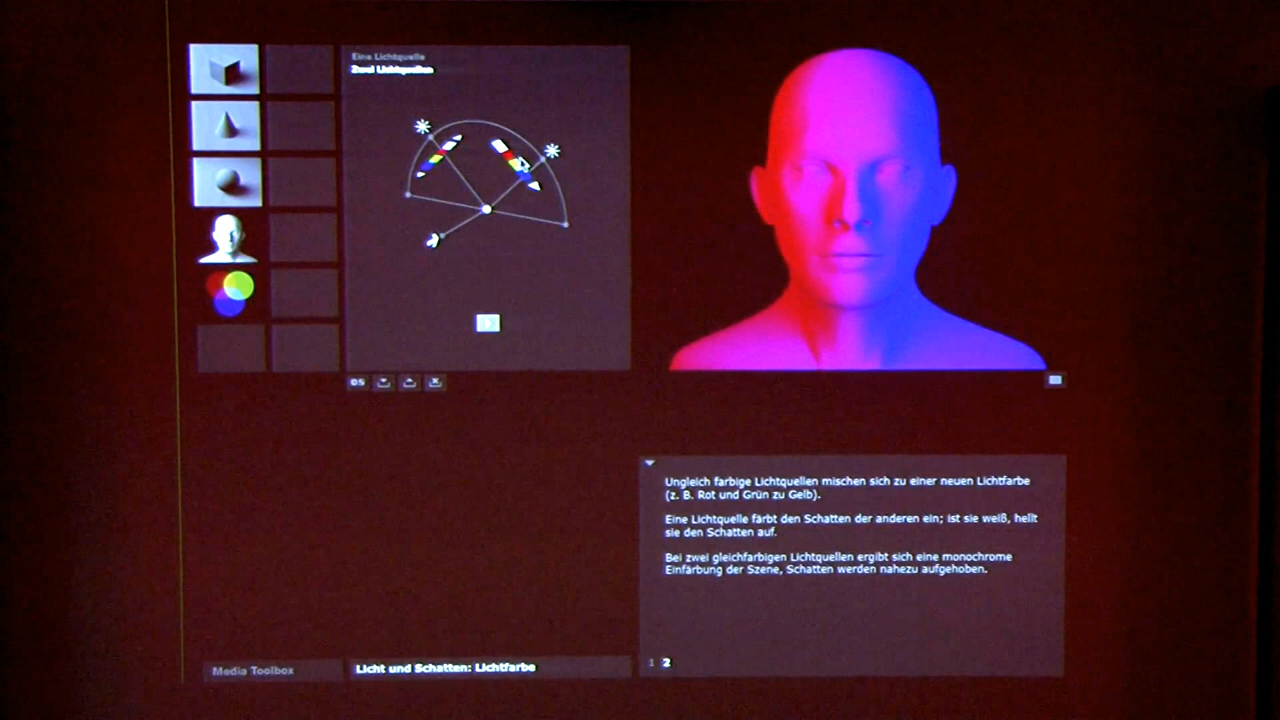 Eine Lichtquelle
Zwei Lichtquellen
OS
Ungleich farbige Lichtquellen mischen sich zu einer neuen Lichtfarbe
(z. B. Rot und Grün zu Gelb).
Eine Lichtquelle färbt den Schatten der anderen ein; ist sie weiß, hellt
sie den Schatten auf.
Bei zwei gleichfarbigen Lichtquellen ergibt sich eine monochrome
Einfärbung der Szene, Schatten werden nahezu aufgehoben.
1 2
Media Toolbox
Licht und Schatten: Lichtfarbe